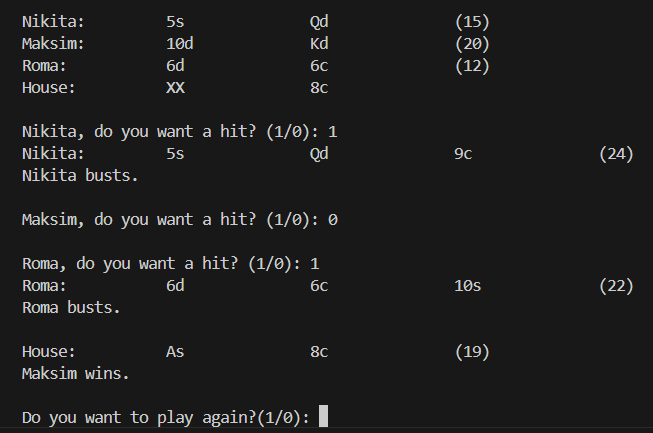 Nikita: 5s Qd (15)
Maksim: 10d Kd (20)
Roma: 6d 6c (12)
House: XX 8c
Nikita, do you want a hit? (1/0): 1
Nikita: 5s Qd 9c (24)
Nikita busts.
Maksim, do you want a hit? (1/0): 0
Roma, do you want a hit? (1/0): 1
Roma: 6d 6c 10s (22)
Roma busts.
House: As 8c (19)
Maksim wins.
Do you want to play again?(1/0):